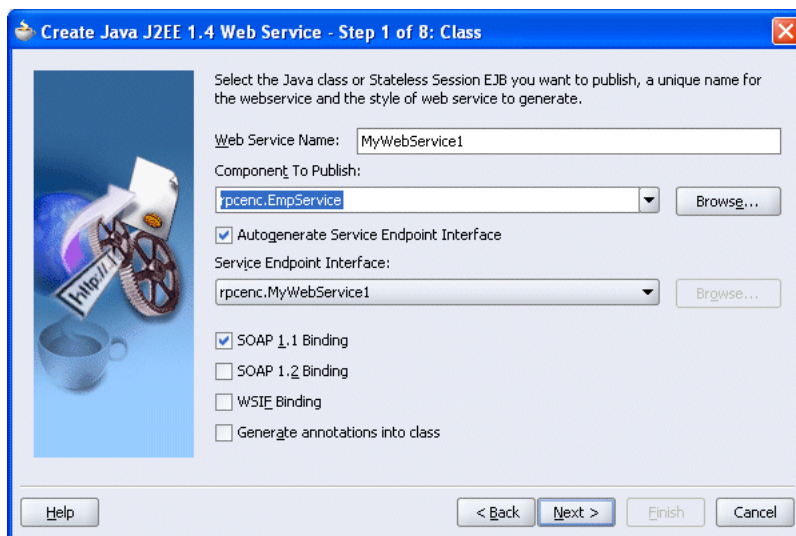 Create Java J2EE 1.4 Web Service - Step 1 of 8: Class
Select the Java class or Stateless Session EJB you want to publish, a unique name for
the webservice and the style of web service to generate.
Web Service Name: MyWebService1
Component To Publish:
rpcenc.EmpService Browse...
Autogenerate Service Endpoint Interface
Service Endpoint Interface:
rpcenc.MyWebService1 Browse...
SOAP 1.1 Binding
SOAP 1.2 Binding
WSIF Binding
Generate annotations into class
http://
Help < Back Next > Finish Cancel